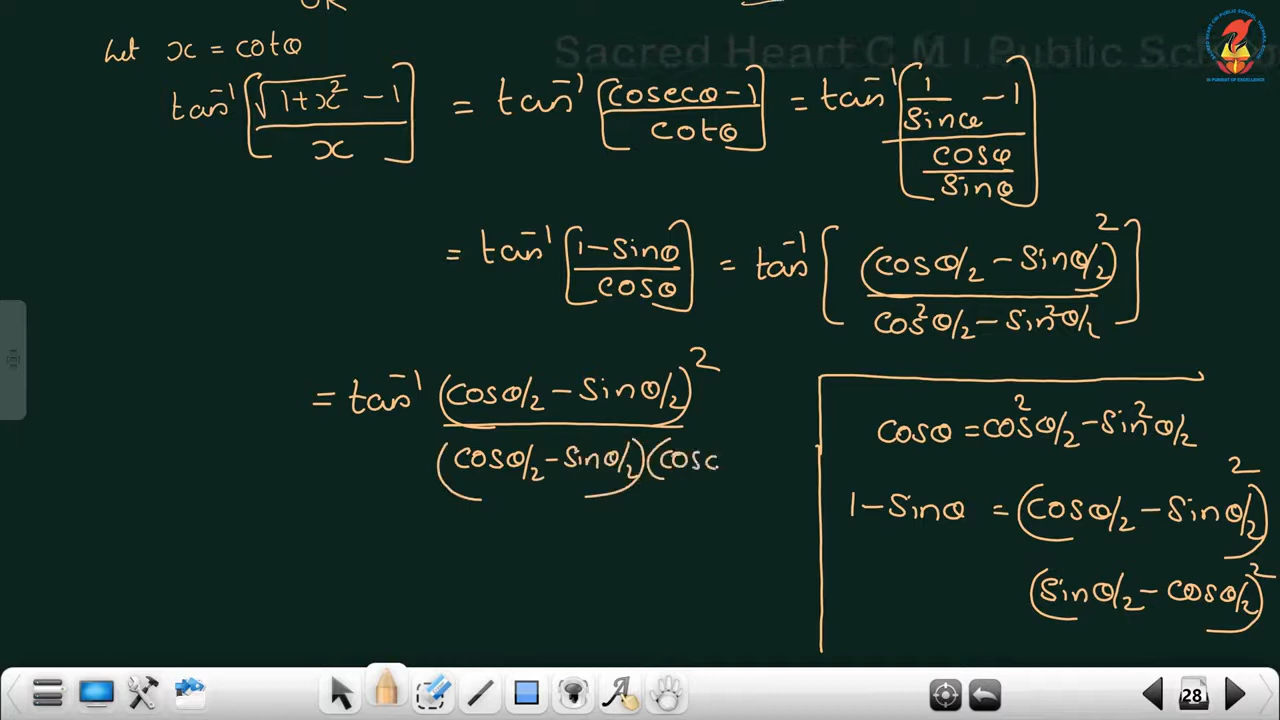 OR
Sacred Heart C M I Public Sch
Let x = cotθ
tan⁻¹[(√(1+x²) − 1)/x] = tan⁻¹[(cosecθ−1)/cotθ] = tan⁻¹[(1/sinθ − 1)/(cosθ/sinθ)]
= tan⁻¹[(1−sinθ)/cosθ] = tan⁻¹[(cosθ/2 − sinθ/2)²/(cos²θ/2 − sin²θ/2)]
= tan⁻¹ (cosθ/2 − sinθ/2)²/(cosθ/2 − sinθ/2)(cosc
cosθ = cos²θ/2 − sin²θ/2
1−sinθ = (cosθ/2 − sinθ/2)²
(sinθ/2 − cosθ/2)²
28